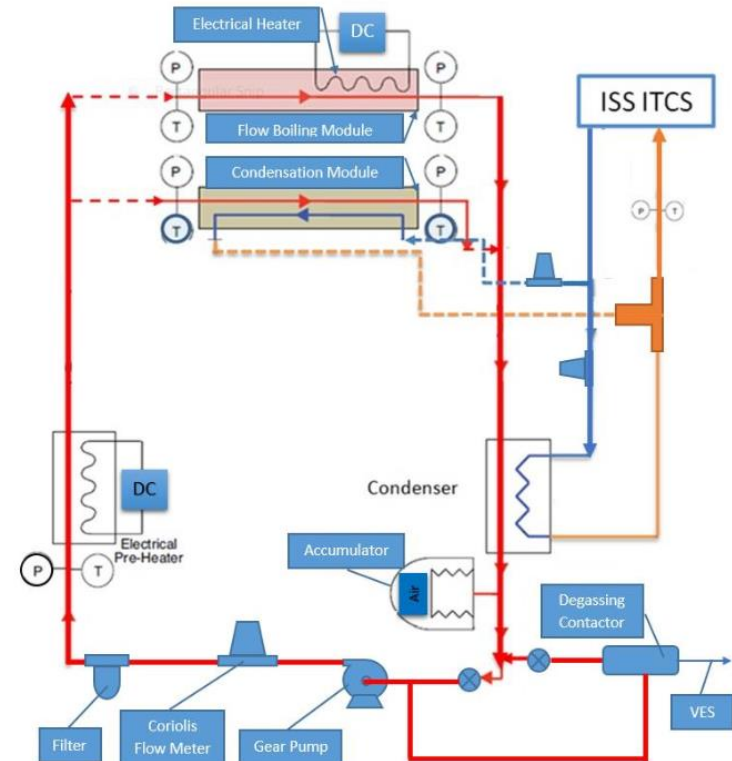 Electrical Heater
DC
P
P
T
T
Flow Boiling Module
ISS ITCS
P
Condensation Module
P
T
T
P
T
DC
Electrical
Pre-Heater
P
T
Condenser
Accumulator
Air
Degassing
Contactor
VES
Filter
Coriolis
Flow Meter
Gear Pump